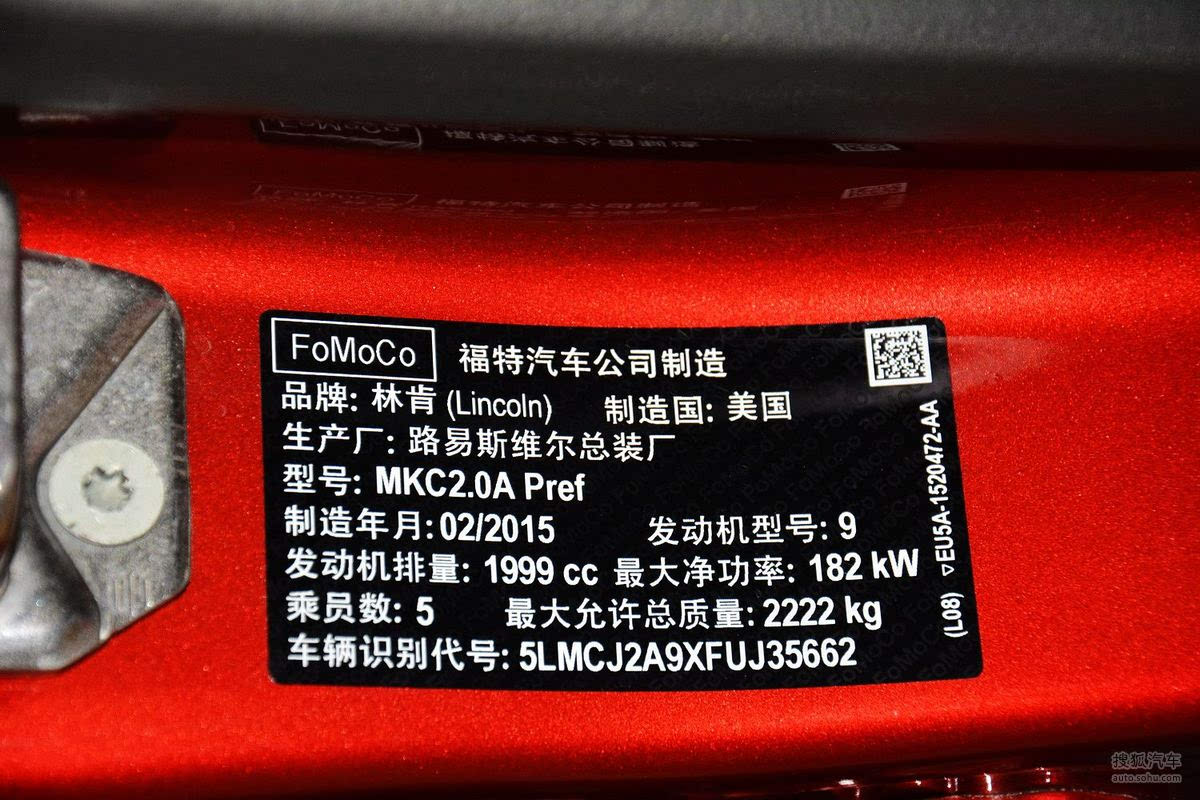 FoMoCo 福特汽车公司制造
品牌: 林肯 (Lincoln) 制造国: 美国
生产厂: 路易斯维尔总装厂
型号: MKC2.0A Pref
制造年月: 02/2015 发动机型号: 9
发动机排量: 1999 cc 最大净功率: 182 kW
乘员数: 5 最大允许总质量: 2222 kg
车辆识别代号: 5LMCJ2A9XFUJ35662
(L08) ▽EU5A-1520472-AA
搜狐汽车
auto.sohu.com